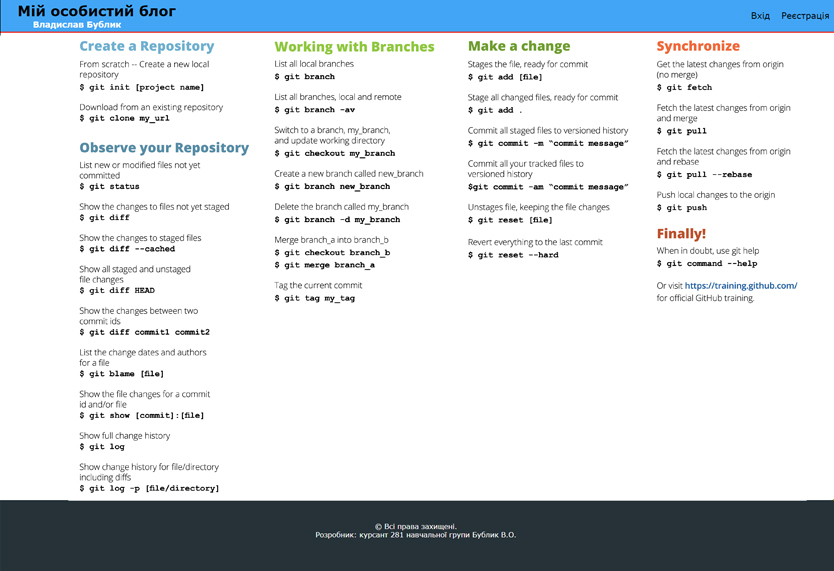 Мій особистий блог
Владислав Бублик
Вхід
Реєстрація
Create a Repository
From scratch -- Create a new local
repository
$ git init [project name]
Download from an existing repository
$ git clone my_url
Observe your Repository
List new or modified files not yet
committed
$ git status
Show the changes to files not yet staged
$ git diff
Show the changes to staged files
$ git diff --cached
Show all staged and unstaged
file changes
$ git diff HEAD
Show the changes between two
commit ids
$ git diff commit1 commit2
List the change dates and authors
for a file
$ git blame [file]
Show the file changes for a commit
id and/or file
$ git show [commit]:[file]
Show full change history
$ git log
Show change history for file/directory
including diffs
$ git log -p [file/directory]
Working with Branches
List all local branches
$ git branch
List all branches, local and remote
$ git branch -av
Switch to a branch, my_branch,
and update working directory
$ git checkout my_branch
Create a new branch called new_branch
$ git branch new_branch
Delete the branch called my_branch
$ git branch -d my_branch
Merge branch_a into branch_b
$ git checkout branch_b
$ git merge branch_a
Tag the current commit
$ git tag my_tag
Make a change
Stages the file, ready for commit
$ git add [file]
Stage all changed files, ready for commit
$ git add .
Commit all staged files to versioned history
$ git commit -m “commit message”
Commit all your tracked files to
versioned history
$git commit -am “commit message”
Unstages file, keeping the file changes
$ git reset [file]
Revert everything to the last commit
$ git reset --hard
Synchronize
Get the latest changes from origin
(no merge)
$ git fetch
Fetch the latest changes from origin
and merge
$ git pull
Fetch the latest changes from origin
and rebase
$ git pull --rebase
Push local changes to the origin
$ git push
Finally!
When in doubt, use git help
$ git command --help
Or visit https://training.github.com/
for official GitHub training.
© Всі права захищені.
Розробник: курсант 281 навчальної групи Бублик В.О.